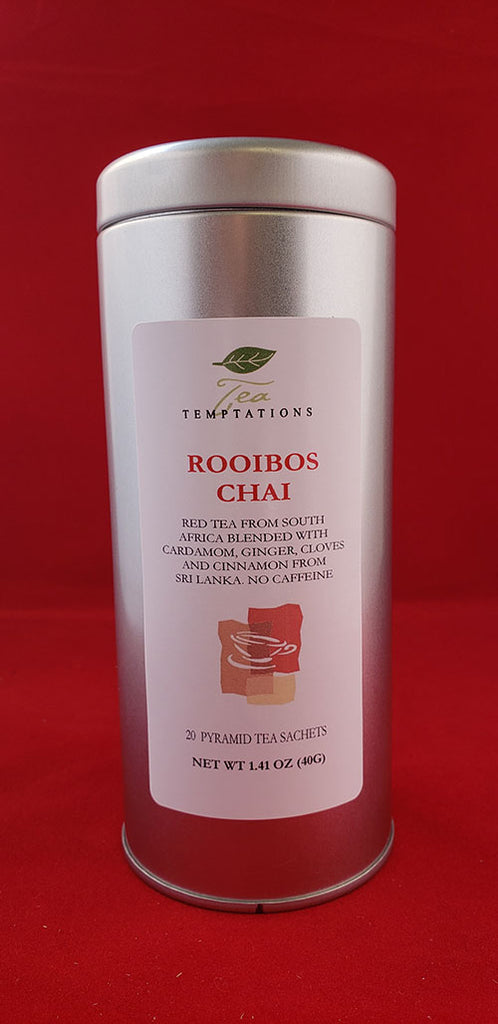 Tea
TEMPTATIONS
ROOIBOS
CHAI
RED TEA FROM SOUTH
AFRICA BLENDED WITH
CARDAMOM, GINGER, CLOVES
AND CINNAMON FROM
SRI LANKA. NO CAFFEINE
20 PYRAMID TEA SACHETS
NET WT 1.41 OZ (40G)